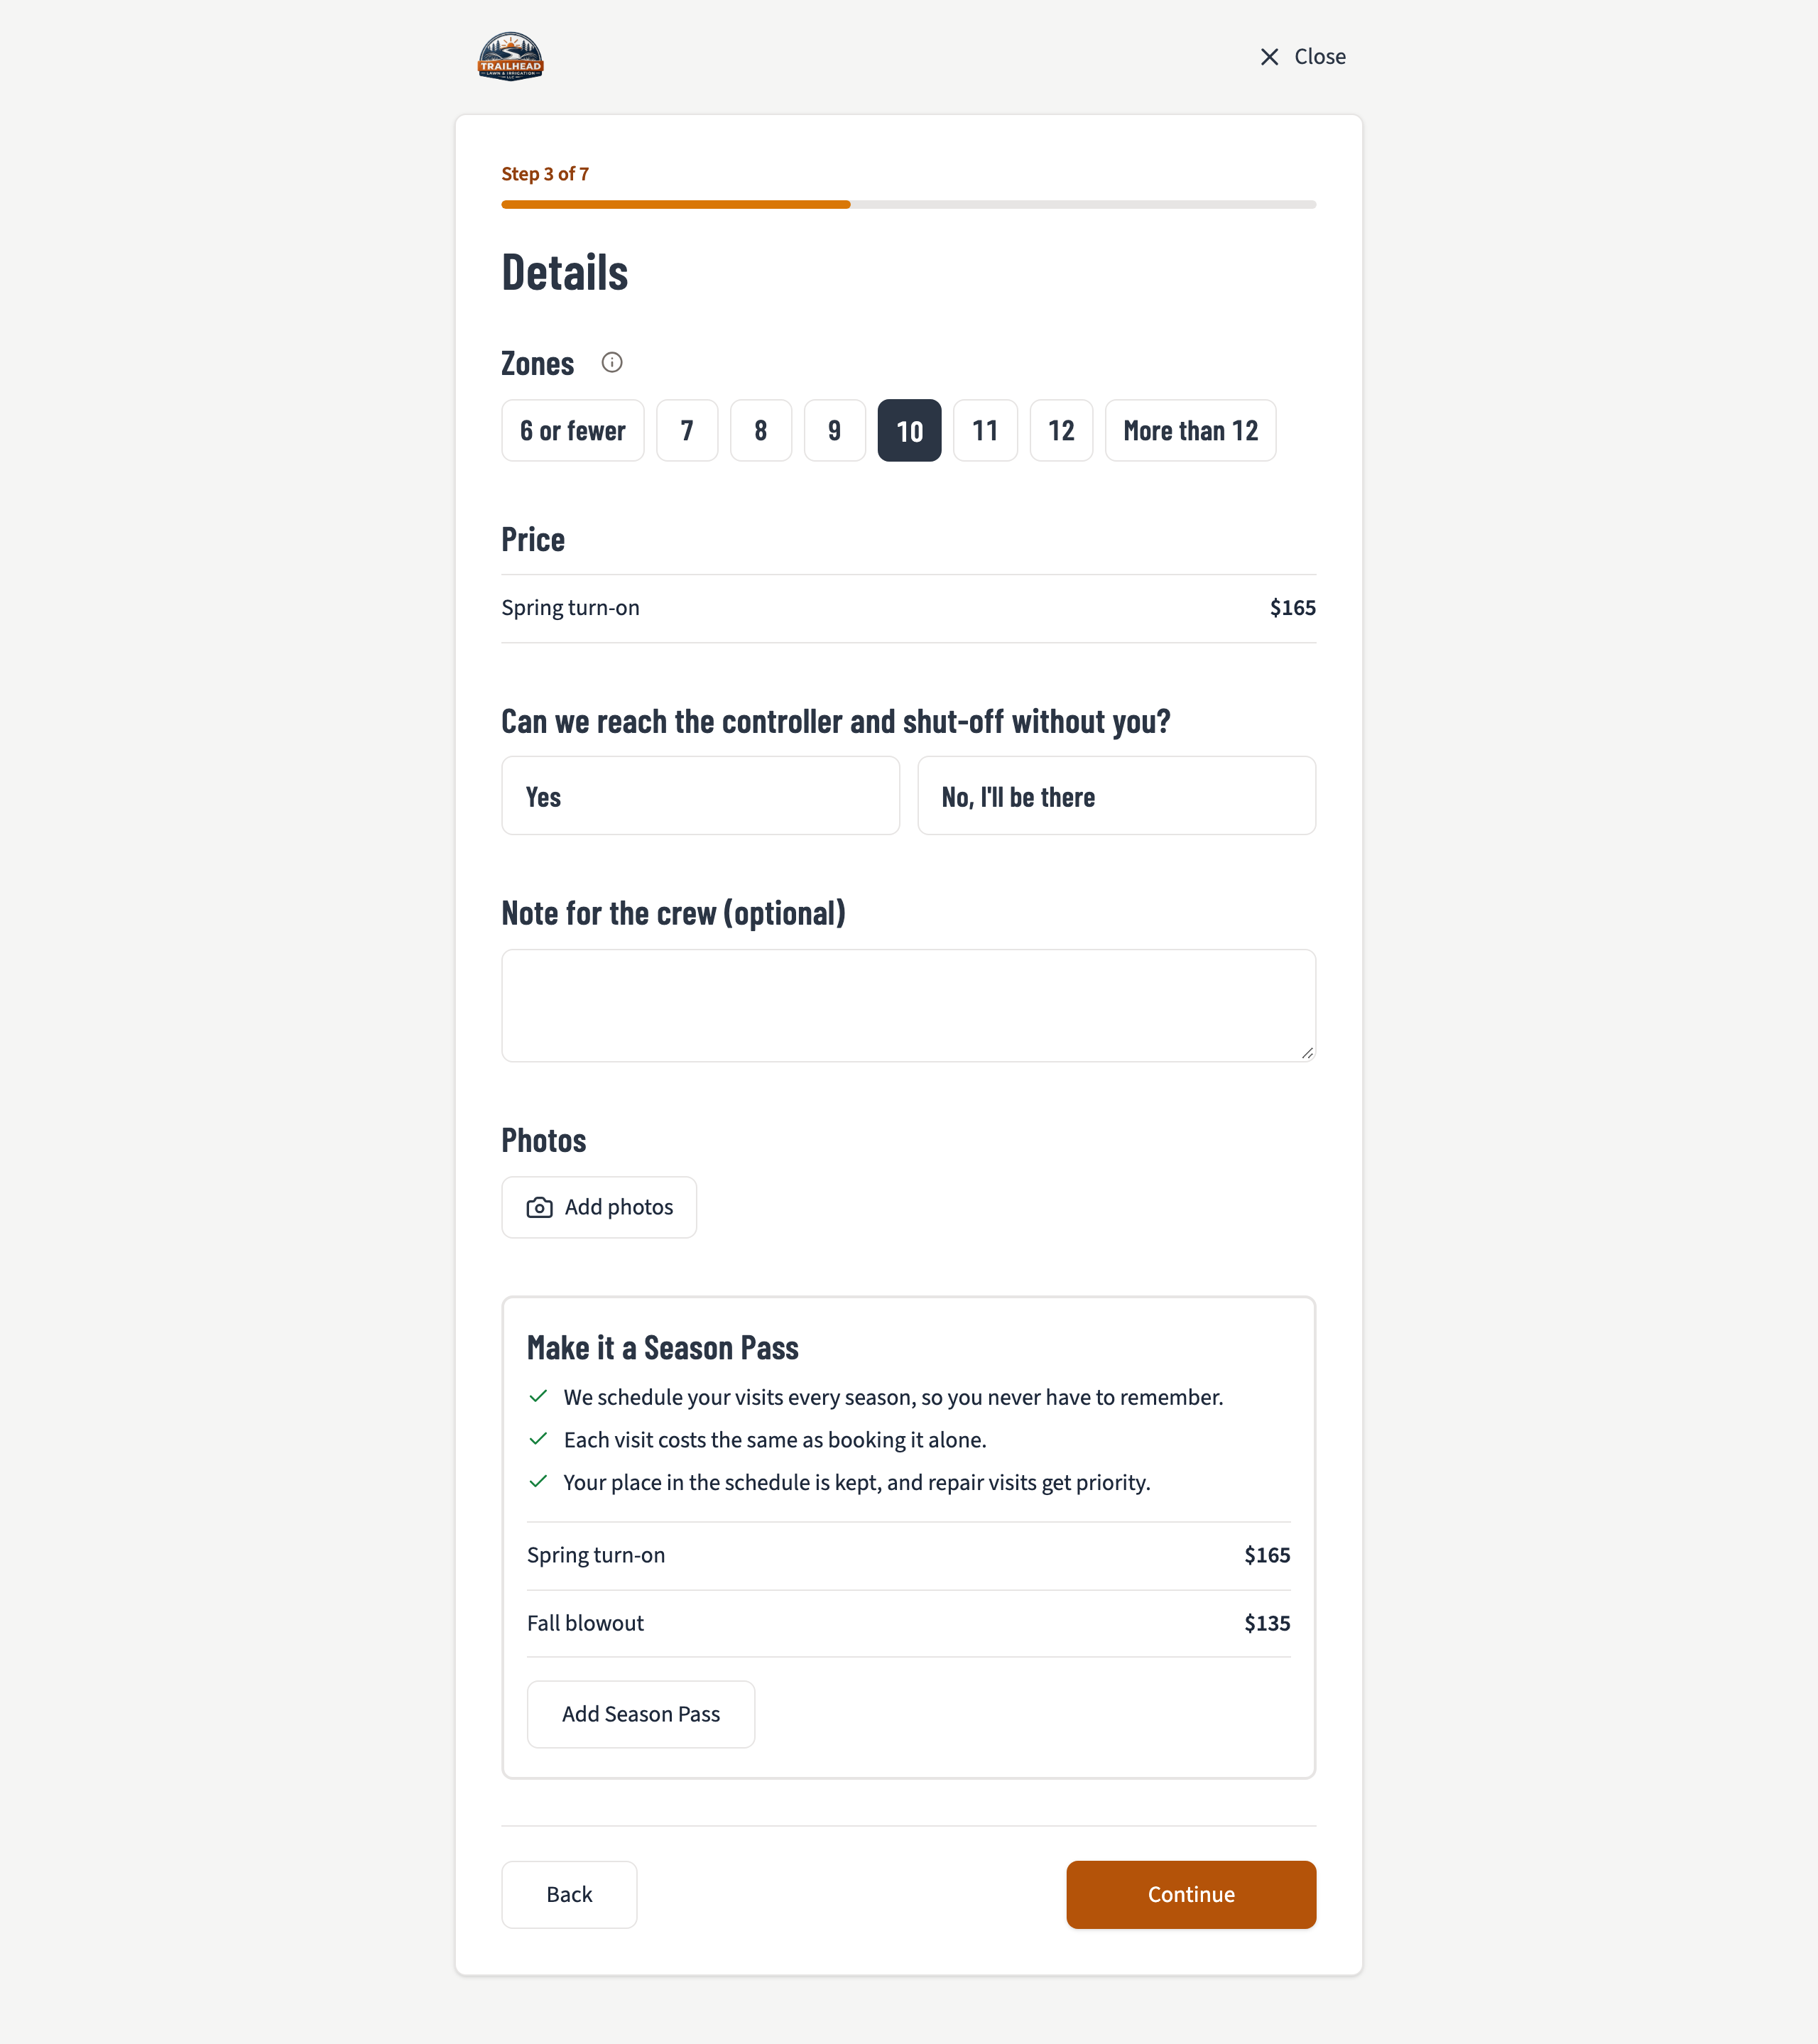 TRAILHEAD
LAWN & IRRIGATION
LLC
Close
Step 3 of 7
Details
Zones
6 or fewer
7
8
9
10
11
12
More than 12
Price
Spring turn-on $165
Can we reach the controller and shut-off without you?
Yes
No, I'll be there
Note for the crew (optional)
Photos
Add photos
Make it a Season Pass
We schedule your visits every season, so you never have to remember.
Each visit costs the same as booking it alone.
Your place in the schedule is kept, and repair visits get priority.
Spring turn-on $165
Fall blowout $135
Add Season Pass
Back
Continue